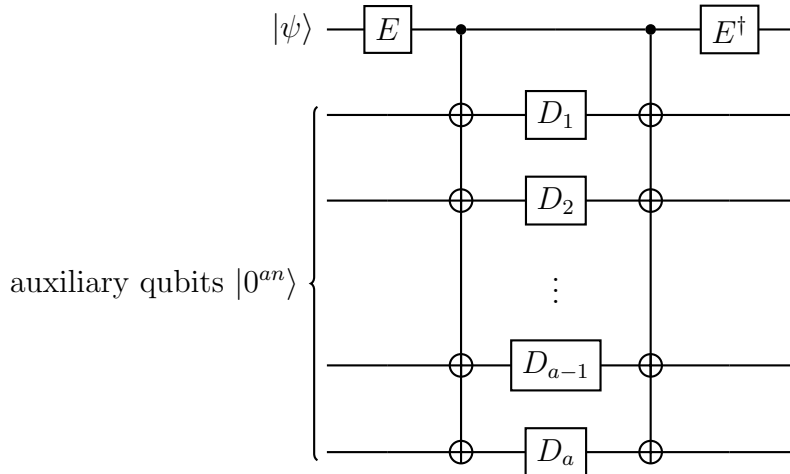 |ψ⟩ E E†
D₁
D₂
auxiliary qubits |0ᵃⁿ⟩ ⋮
Dₐ₋₁
Dₐ